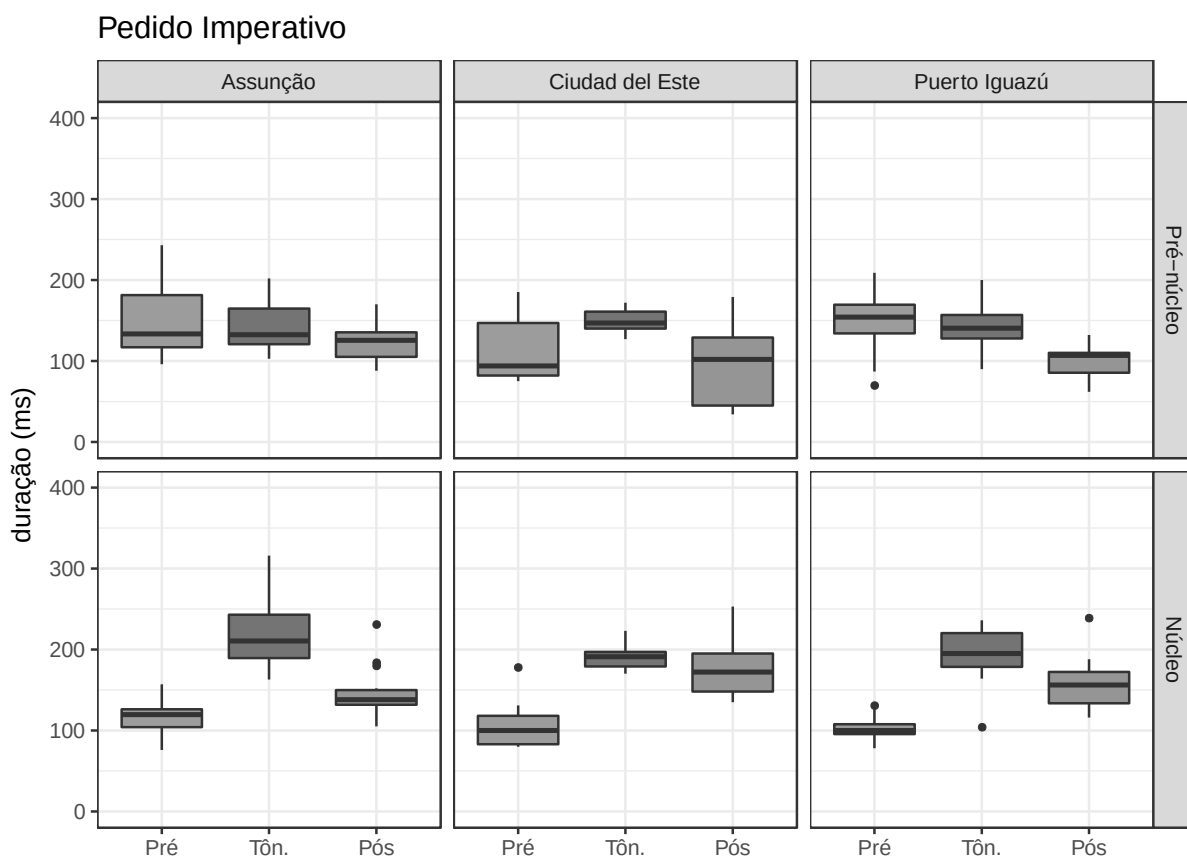 Pedido Imperativo
Assunção Ciudad del Este Puerto Iguazú
400
300
200
100
0
Pré−núcleo
400
300
200
100
0
Núcleo
duração (ms)
Pré Tôn. Pós Pré Tôn. Pós Pré Tôn. Pós